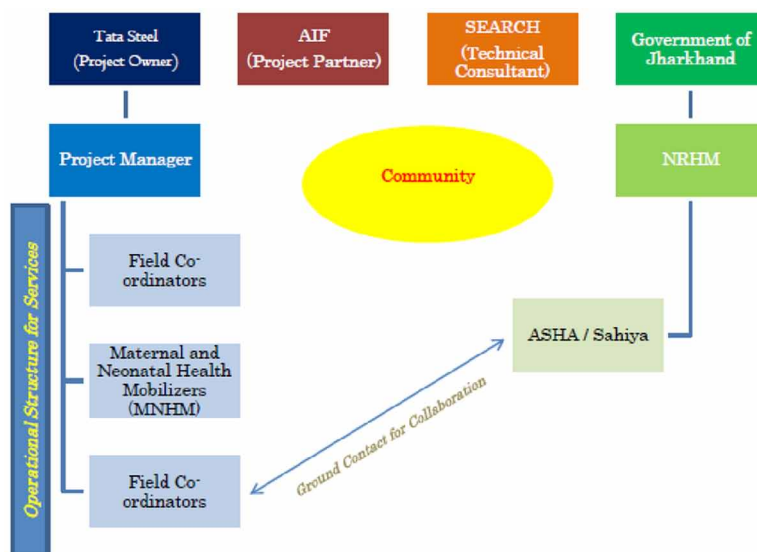 Tata Steel
(Project Owner)
AIF
(Project Partner)
SEARCH
(Technical
Consultant)
Government of
Jharkhand
Project Manager
Community
NRHM
Operational Structure for Services
Field Co-
ordinators
Maternal and
Neonatal Health
Mobilizers
(MNHM)
Field Co-
ordinators
ASHA / Sahiya
Ground Contact for Collsboration